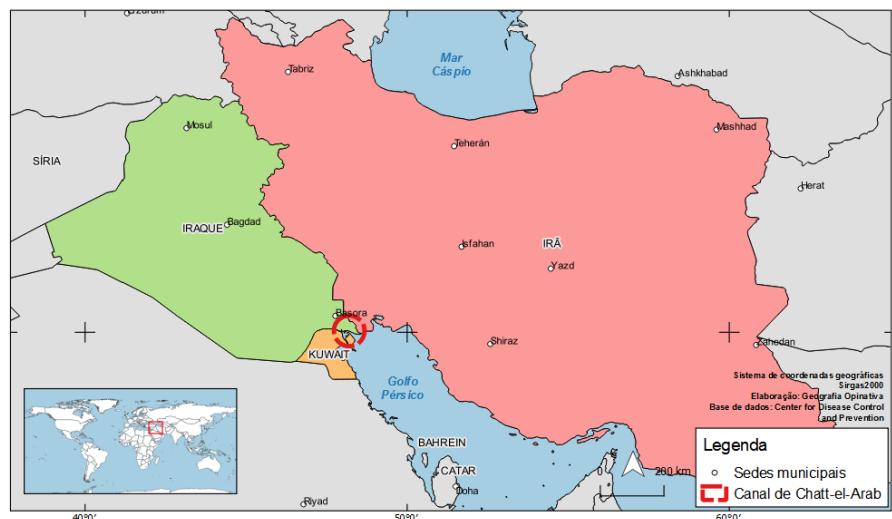 Mar
Cáspio
Tabriz
Ashkhabad
Mosul
Teherán
Mashhad
SÍRIA
Herat
IRAQUE
Bagdad
Isfahan
IRÃ
Yazd
Basora
Shiraz
Zahedan
KUWAIT
Golfo
Pérsico
Sistema de coordenadas geográficas
Sirgas2000
Elaboração: Geografia Opinativa
Base de dados: Center for Disease Control
and Prevention
BAHREIN
CATAR
Doha
Riyad
0 200 km
Legenda
Sedes municipais
Canal de Chatt-el-Arab
40°0' 50°0' 60°0'